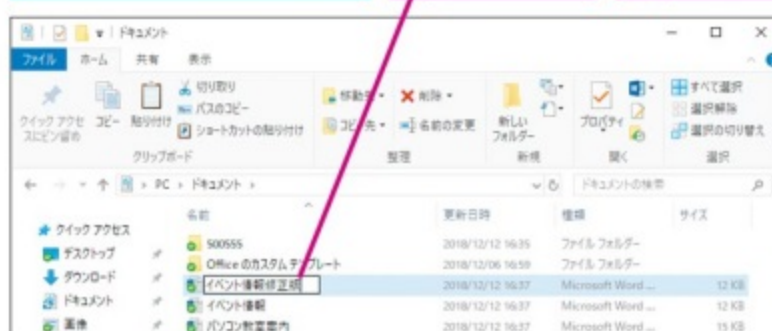 ドキュメント
ファイル ホーム 共有 表示
クイック アクセスにピン留め
コピー
貼り付け
切り取り
パスのコピー
ショートカットの貼り付け
クリップボード
移動先
コピー先
削除
名前の変更
整理
新しいフォルダー
新規
プロパティ
開く
すべて選択
選択解除
選択の切り替え
選択
PC > ドキュメント >
ドキュメントの検索
名前 更新日時 種類 サイズ
クイック アクセス
デスクトップ
ダウンロード
ドキュメント
画像
S00555 2018/12/12 16:35 ファイル フォルダー
Office のカスタム テンプレート 2018/12/06 16:59 ファイル フォルダー
イベント情報修正版 2018/12/12 16:37 Microsoft Word ... 12 KB
イベント情報 2018/12/12 16:37 Microsoft Word ... 12 KB
パソコン教室案内 2018/12/12 16:37 Microsoft Word ... 15 KB